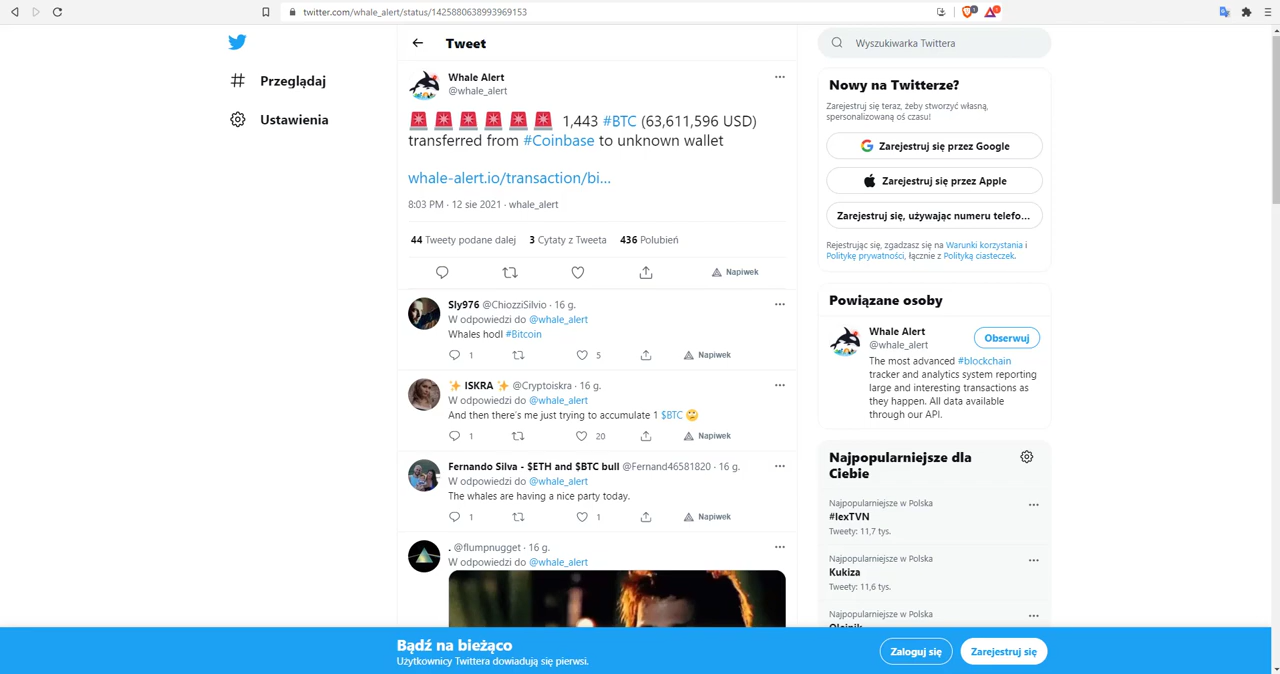 twitter.com/whale_alert/status/1425880638993969153
1
1
Przeglądaj
Ustawienia
Tweet
Whale Alert
@whale_alert
1,443 #BTC (63,611,596 USD)
transferred from #Coinbase to unknown wallet
whale-alert.io/transaction/bi...
8:03 PM · 12 sie 2021 · whale_alert
44 Tweety podane dalej 3 Cytaty z Tweeta 436 Polubień
Napiwek
Sly976 @ChiozziSilvio · 16 g.
W odpowiedzi do @whale_alert
Whales hodl #Bitcoin
1 5 Napiwek
ISKRA @Cryptoiskra · 16 g.
W odpowiedzi do @whale_alert
And then there's me just trying to accumulate 1 $BTC
1 20 Napiwek
Fernando Silva - $ETH and $BTC bull @Fernand46581820 · 16 g.
W odpowiedzi do @whale_alert
The whales are having a nice party today.
1 1 Napiwek
. @flumpnugget · 16 g.
W odpowiedzi do @whale_alert
Wyszukiwarka Twittera
Nowy na Twitterze?
Zarejestruj się teraz, żeby stworzyć własną,
spersonalizowaną oś czasu!
Zarejestruj się przez Google
Zarejestruj się przez Apple
Zarejestruj się, używając numeru telefo...
Rejestrując się, zgadzasz się na Warunki korzystania i
Politykę prywatności, łącznie z Polityką ciasteczek.
Powiązane osoby
Whale Alert
@whale_alert
Obserwuj
The most advanced #blockchain
tracker and analytics system reporting
large and interesting transactions as
they happen. All data available
through our API.
Najpopularniejsze dla
Ciebie
Najpopularniejsze w Polska
#lexTVN
Tweety: 11,7 tys.
Najpopularniejsze w Polska
Kukiza
Tweety: 11,6 tys.
Najpopularniejsze w Polska
Bądź na bieżąco
Użytkownicy Twittera dowiadują się pierwsi.
Zaloguj się
Zarejestruj się